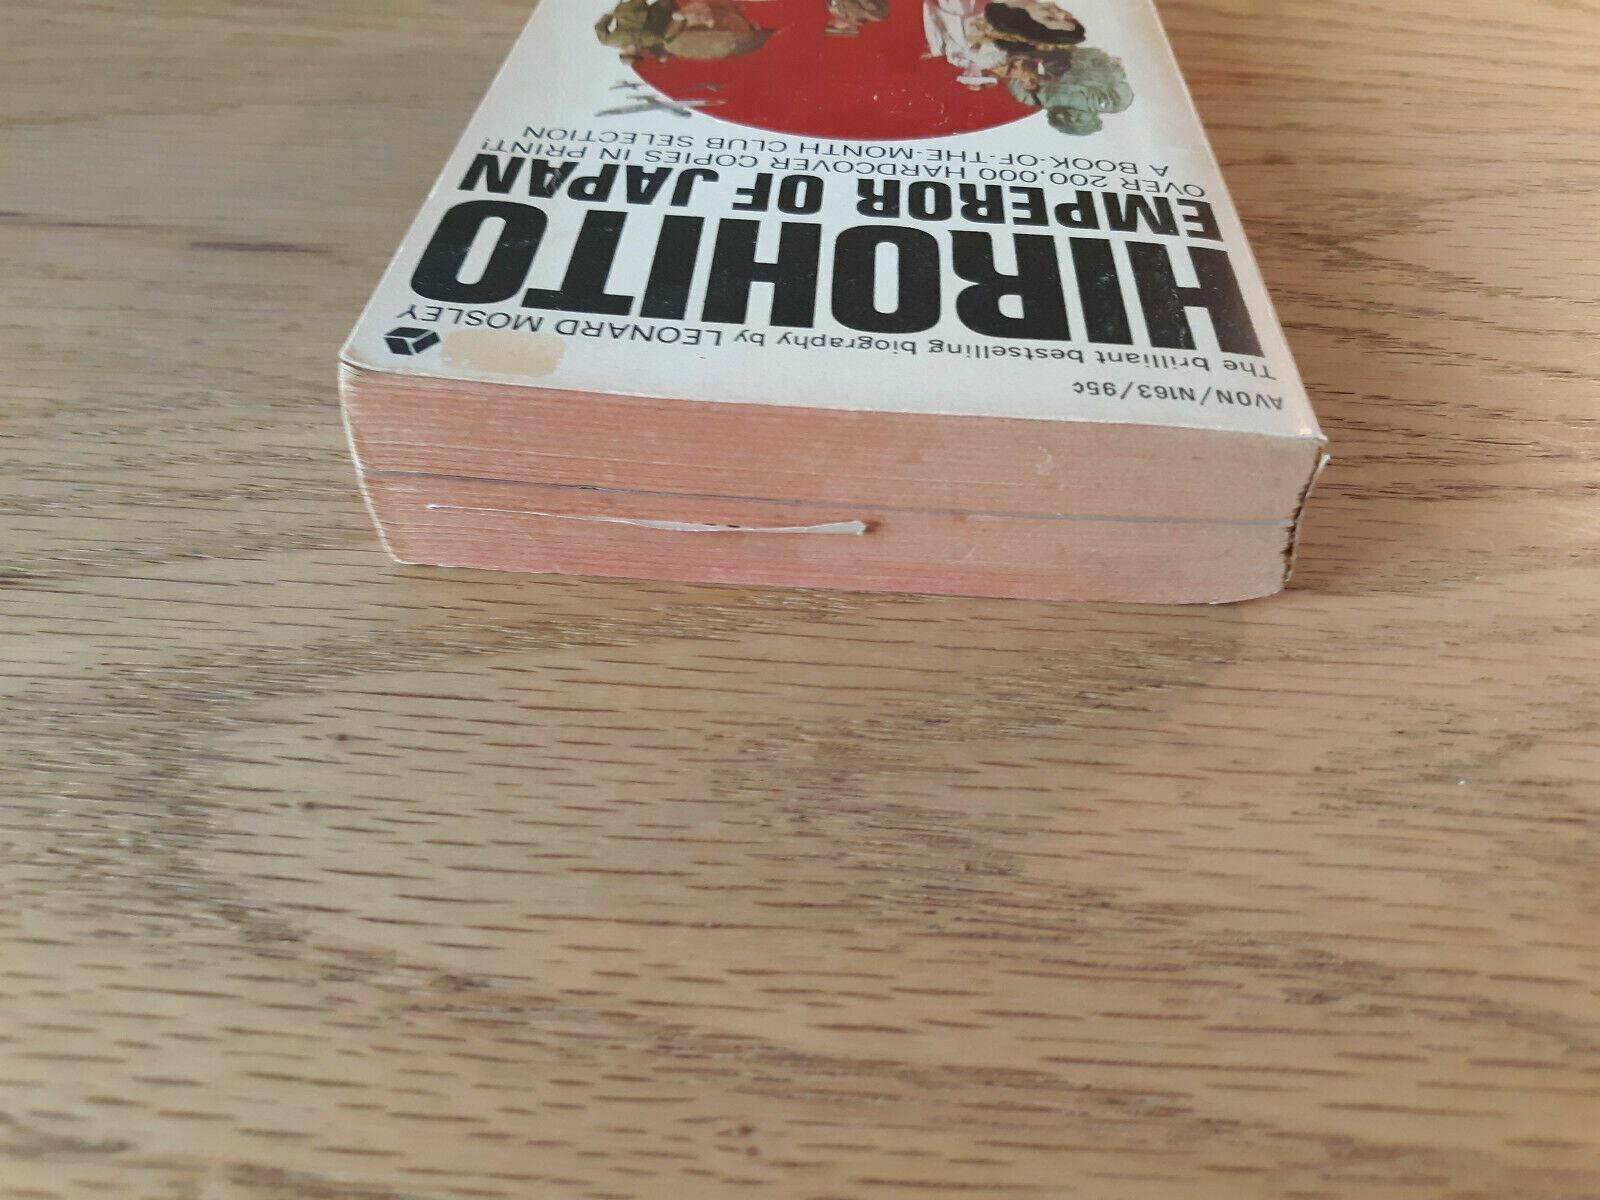 AVON/N163/95¢
The brilliant bestselling biography by LEONARD MOSLEY
HIROHITO
EMPEROR OF JAPAN
OVER 200,000 HARDCOVER COPIES IN PRINT!
A BOOK-OF-THE-MONTH CLUB SELECTION